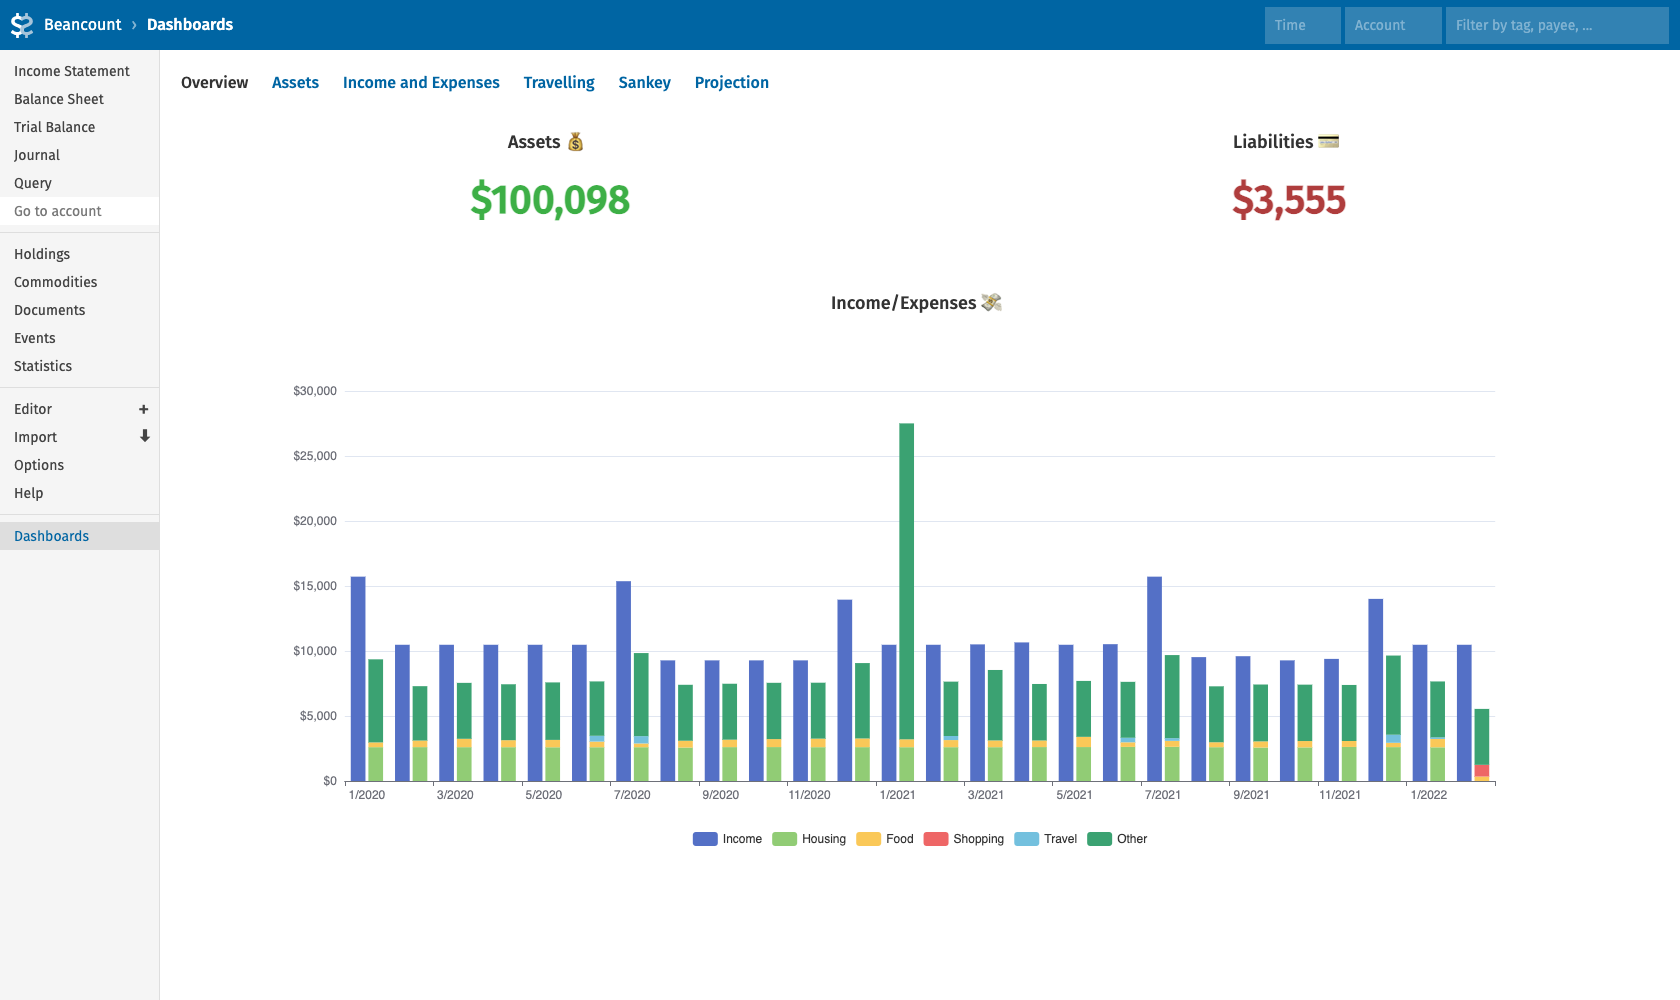 Beancount › Dashboards
Time
Account
Filter by tag, payee, ...
Income Statement
Balance Sheet
Trial Balance
Journal
Query
Go to account
Holdings
Commodities
Documents
Events
Statistics
Editor +
Import
Options
Help
Dashboards
Overview Assets Income and Expenses Travelling Sankey Projection
Assets 💰
$100,098
Liabilities 💳
$3,555
Income/Expenses 💸
$30,000
$25,000
$20,000
$15,000
$10,000
$5,000
$0
1/2020 3/2020 5/2020 7/2020 9/2020 11/2020 1/2021 3/2021 5/2021 7/2021 9/2021 11/2021 1/2022
Income Housing Food Shopping Travel Other